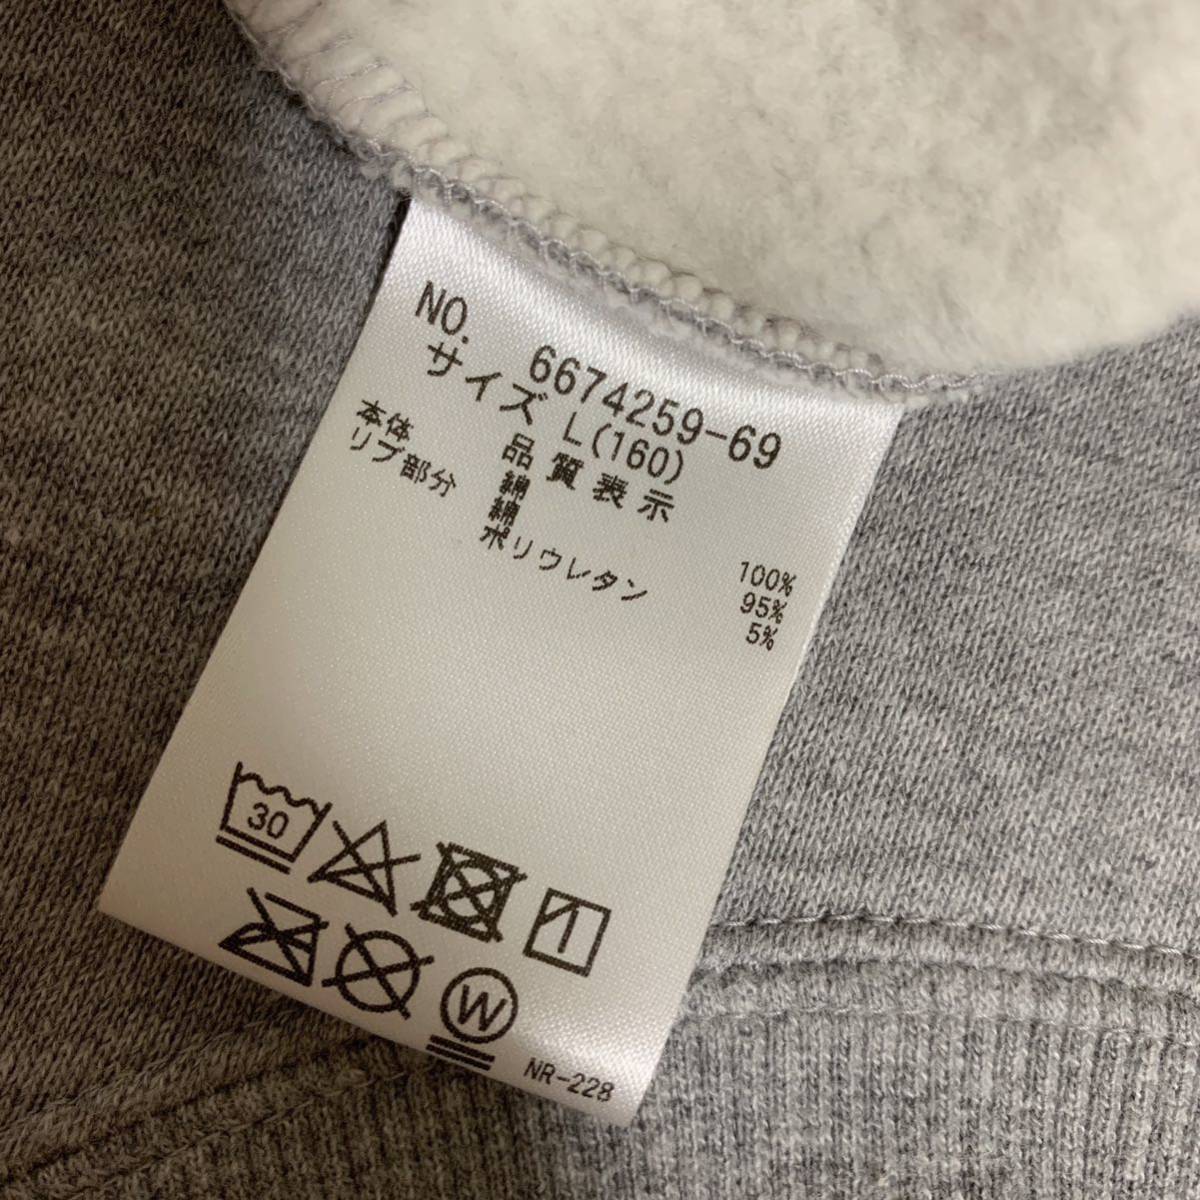 NO. 6674259-69
サイズ L(160)
品質表示
本体 綿 100%
リブ部分 綿 95%
ポリウレタン 5%
30
W
NR-228